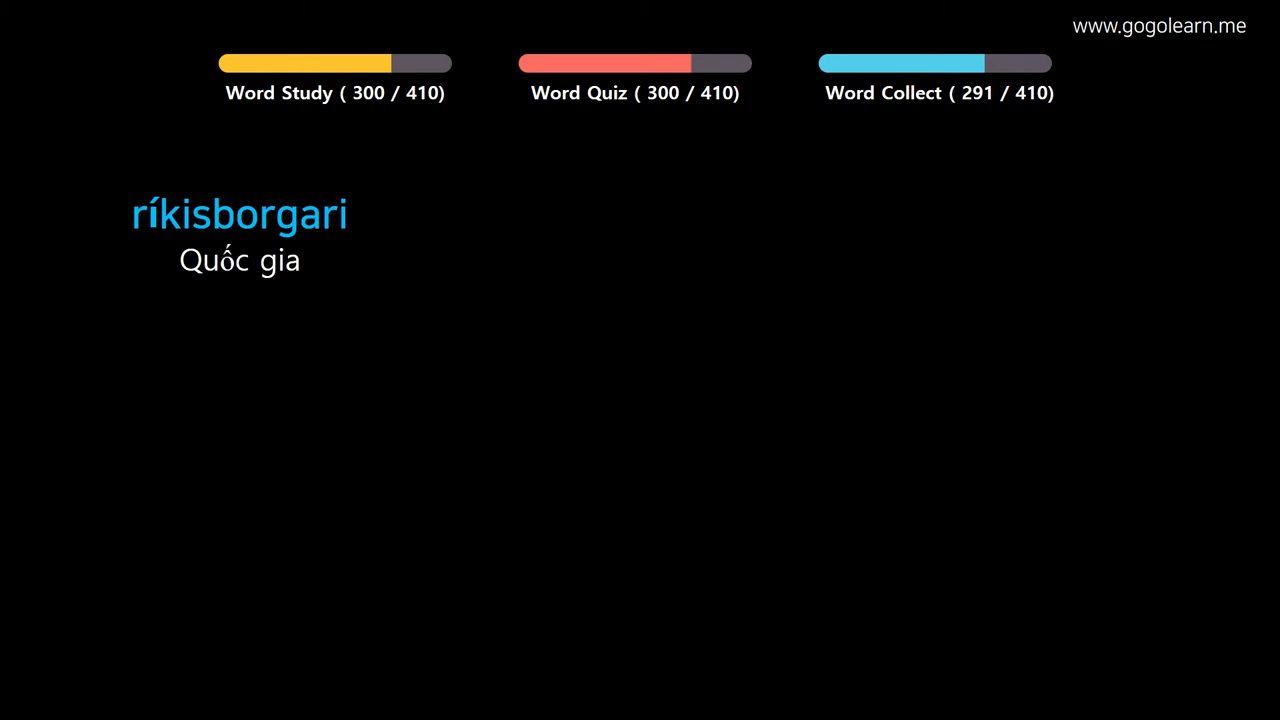 www.gogolearn.me
Word Study ( 300 / 410)
Word Quiz ( 300 / 410)
Word Collect ( 291 / 410)
ríkisborgari
Quốc gia